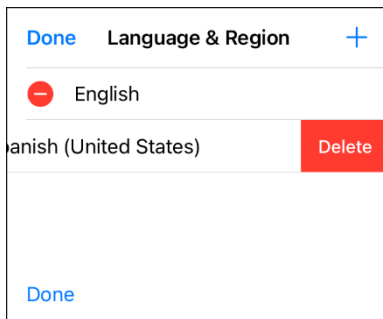 Done Language & Region +
English
panish (United States) Delete
Done